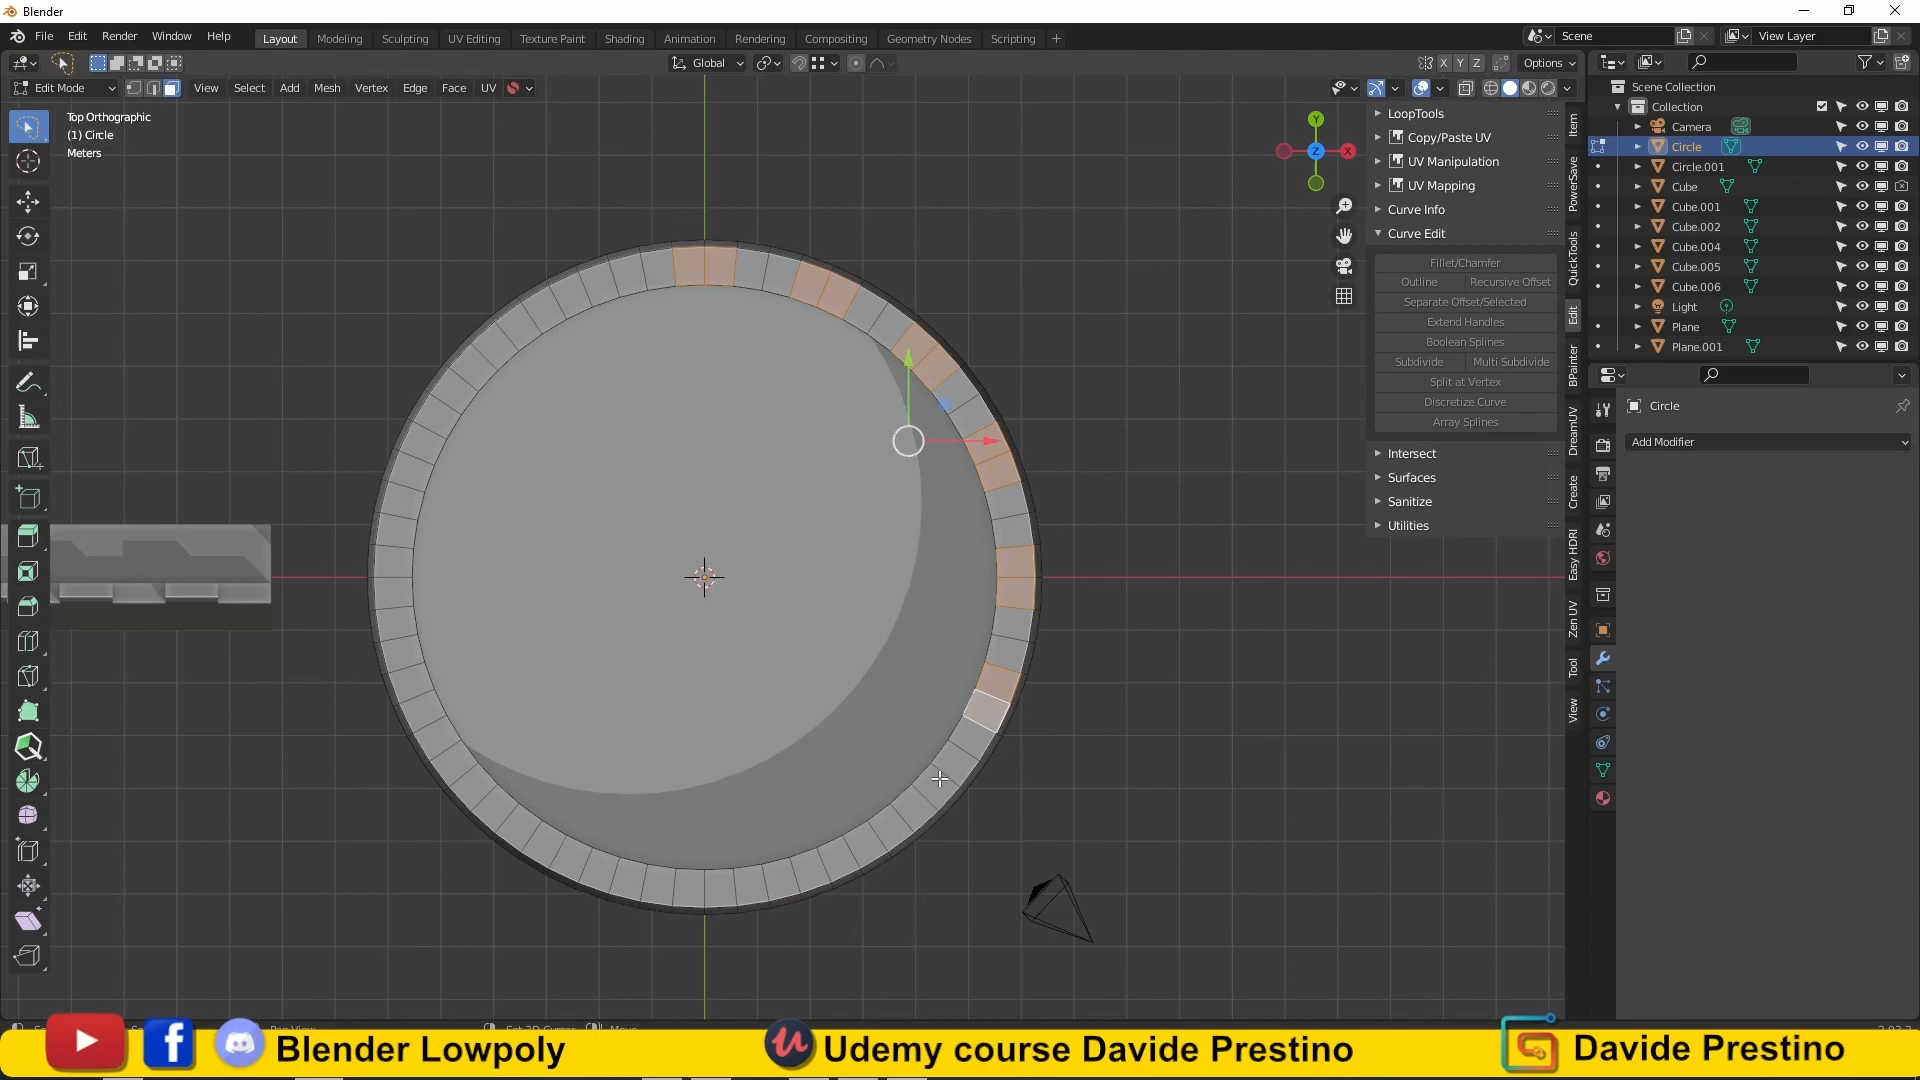 Blender
File Edit Render Window Help
Layout Modeling Sculpting UV Editing Texture Paint Shading Animation Rendering Compositing Geometry Nodes Scripting +
Scene
View Layer
Global
X Y Z
Options
Edit Mode
View Select Add Mesh Vertex Edge Face UV
Top Orthographic
(1) Circle
Meters
Y
X
Z
LoopTools
Copy/Paste UV
UV Manipulation
UV Mapping
Curve Info
Curve Edit
Fillet/Chamfer
Outline Recursive Offset
Separate Offset/Selected
Extend Handles
Boolean Splines
Subdivide Multi Subdivide
Split at Vertex
Discretize Curve
Array Splines
Intersect
Surfaces
Sanitize
Utilities
Item
PowerSave
QuickTools
Edit
BPainter
DreamUV
Create
Easy HDRI
Zen UV
Tool
View
Scene Collection
Collection
Camera
Circle
Circle.001
Cube
Cube.001
Cube.002
Cube.004
Cube.005
Cube.006
Light
Plane
Plane.001
Circle
Add Modifier
Blender Lowpoly
Udemy course Davide Prestino
Davide Prestino